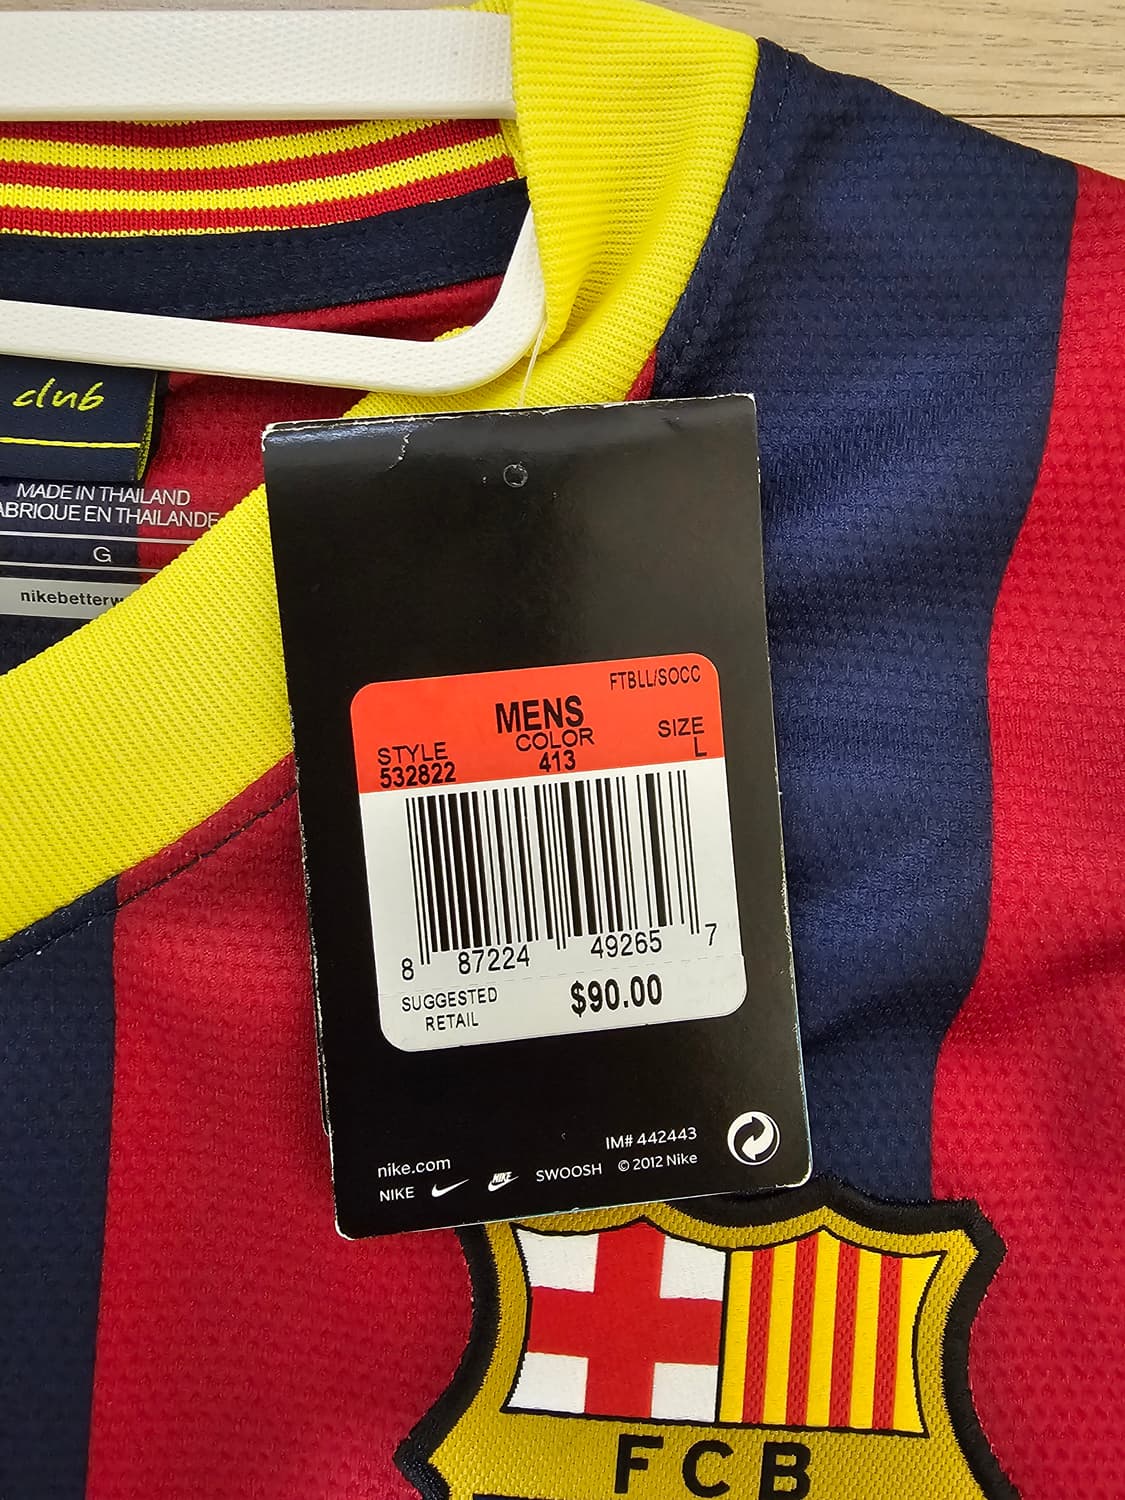 club
MADE IN THAILAND
ABRIQUE EN THAILANDE
G
nikebetterw
FTBLL/SOCC
MENS
STYLE COLOR SIZE
532822 413 L
8 87224 49265 7
SUGGESTED
RETAIL
$90.00
IM# 442443
nike.com
NIKE NIKE SWOOSH © 2012 Nike
FCB